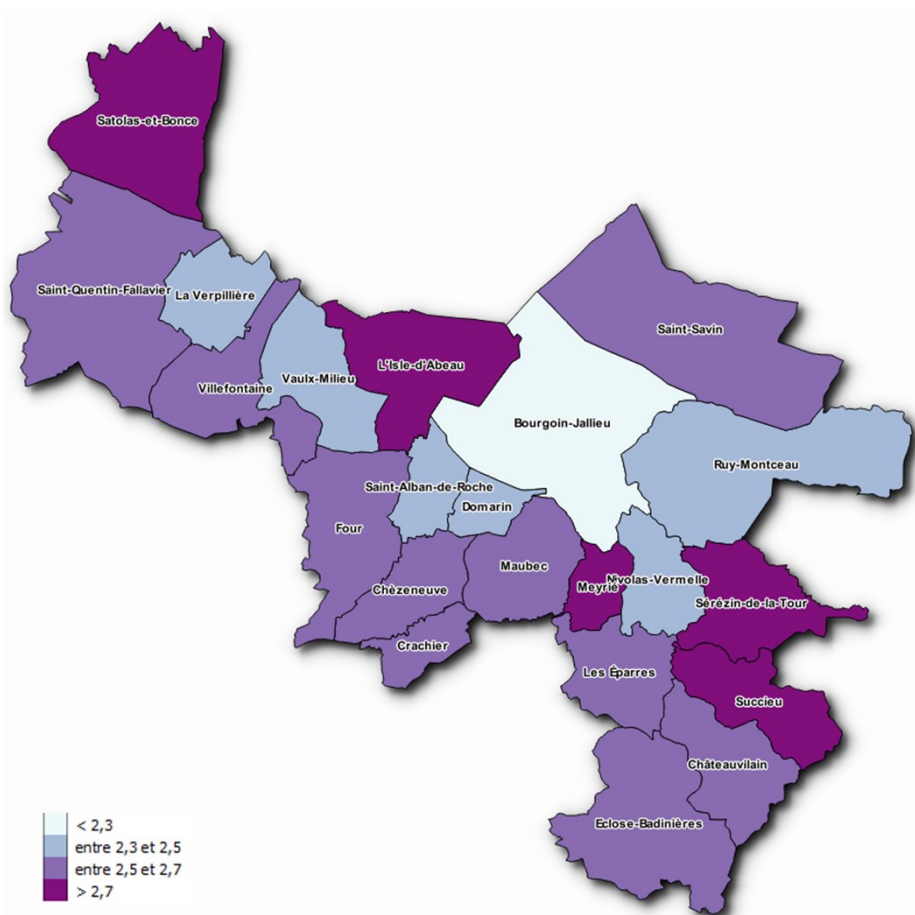 Satolas-et-Bonce
Saint-Quentin-Fallavier
La Verpillière
Saint-Savin
L'Isle-d'Abeau
Vaulx-Milieu
Villefontaine
Bourgoin-Jallieu
Ruy-Montceau
Saint-Alban-de-Roche
Domarin
Four
Maubec
Nivolas-Vermelle
Meyrié
Chèzeneuve
Sérézin-de-la-Tour
Crachier
Les Éparres
Succieu
Châteauvilain
Eclose-Badinières
< 2,3
entre 2,3 et 2,5
entre 2,5 et 2,7
> 2,7